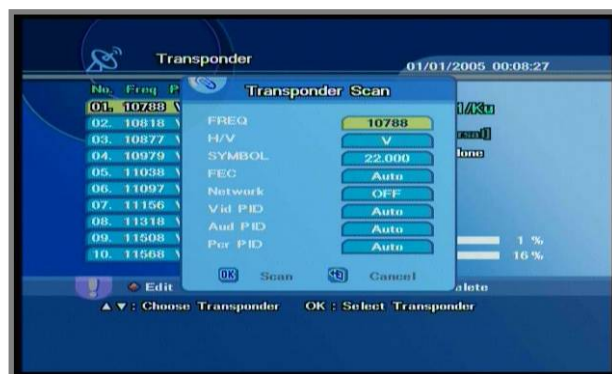 Transponder
01/01/2005 00:08:27
No. Freq P
Transponder Scan
01. 10788 V
1/Ku
02. 10818 V
FREQ 10788
03. 10877 V
H/V V
04. 10979 V
SYMBOL 22.000
05. 11038 V
FEC Auto
06. 11097 V
Network OFF
07. 11156 V
Vid PID Auto
08. 11318 V
Aud PID Auto
09. 11508 V
Pcr PID Auto
1 %
10. 11568 V
16 %
OK Scan Cancel
Edit
▲ ▼ : Choose Transponder OK : Select Transponder